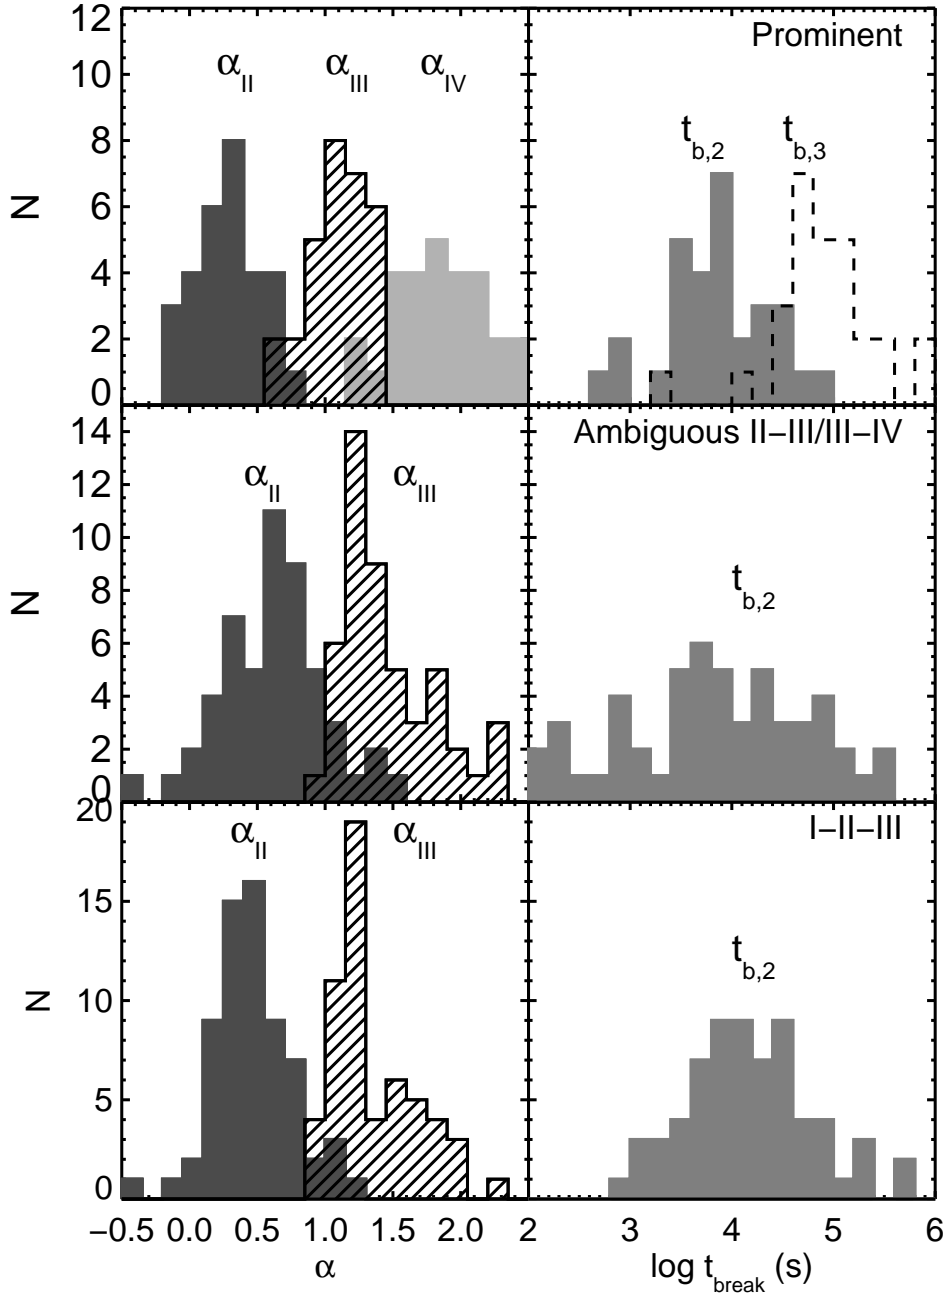 12
10
8
6
4
2
0
N
α_II α_III α_IV
Prominent
t_b,2 t_b,3
14
12
10
8
6
4
2
0
N
α_II α_III
Ambiguous II−III/III−IV
t_b,2
20
15
10
5
0
N
α_II α_III
I−II−III
t_b,2
−0.5 0.0 0.5 1.0 1.5 2.0 2 3 4 5 6
α log t_break (s)